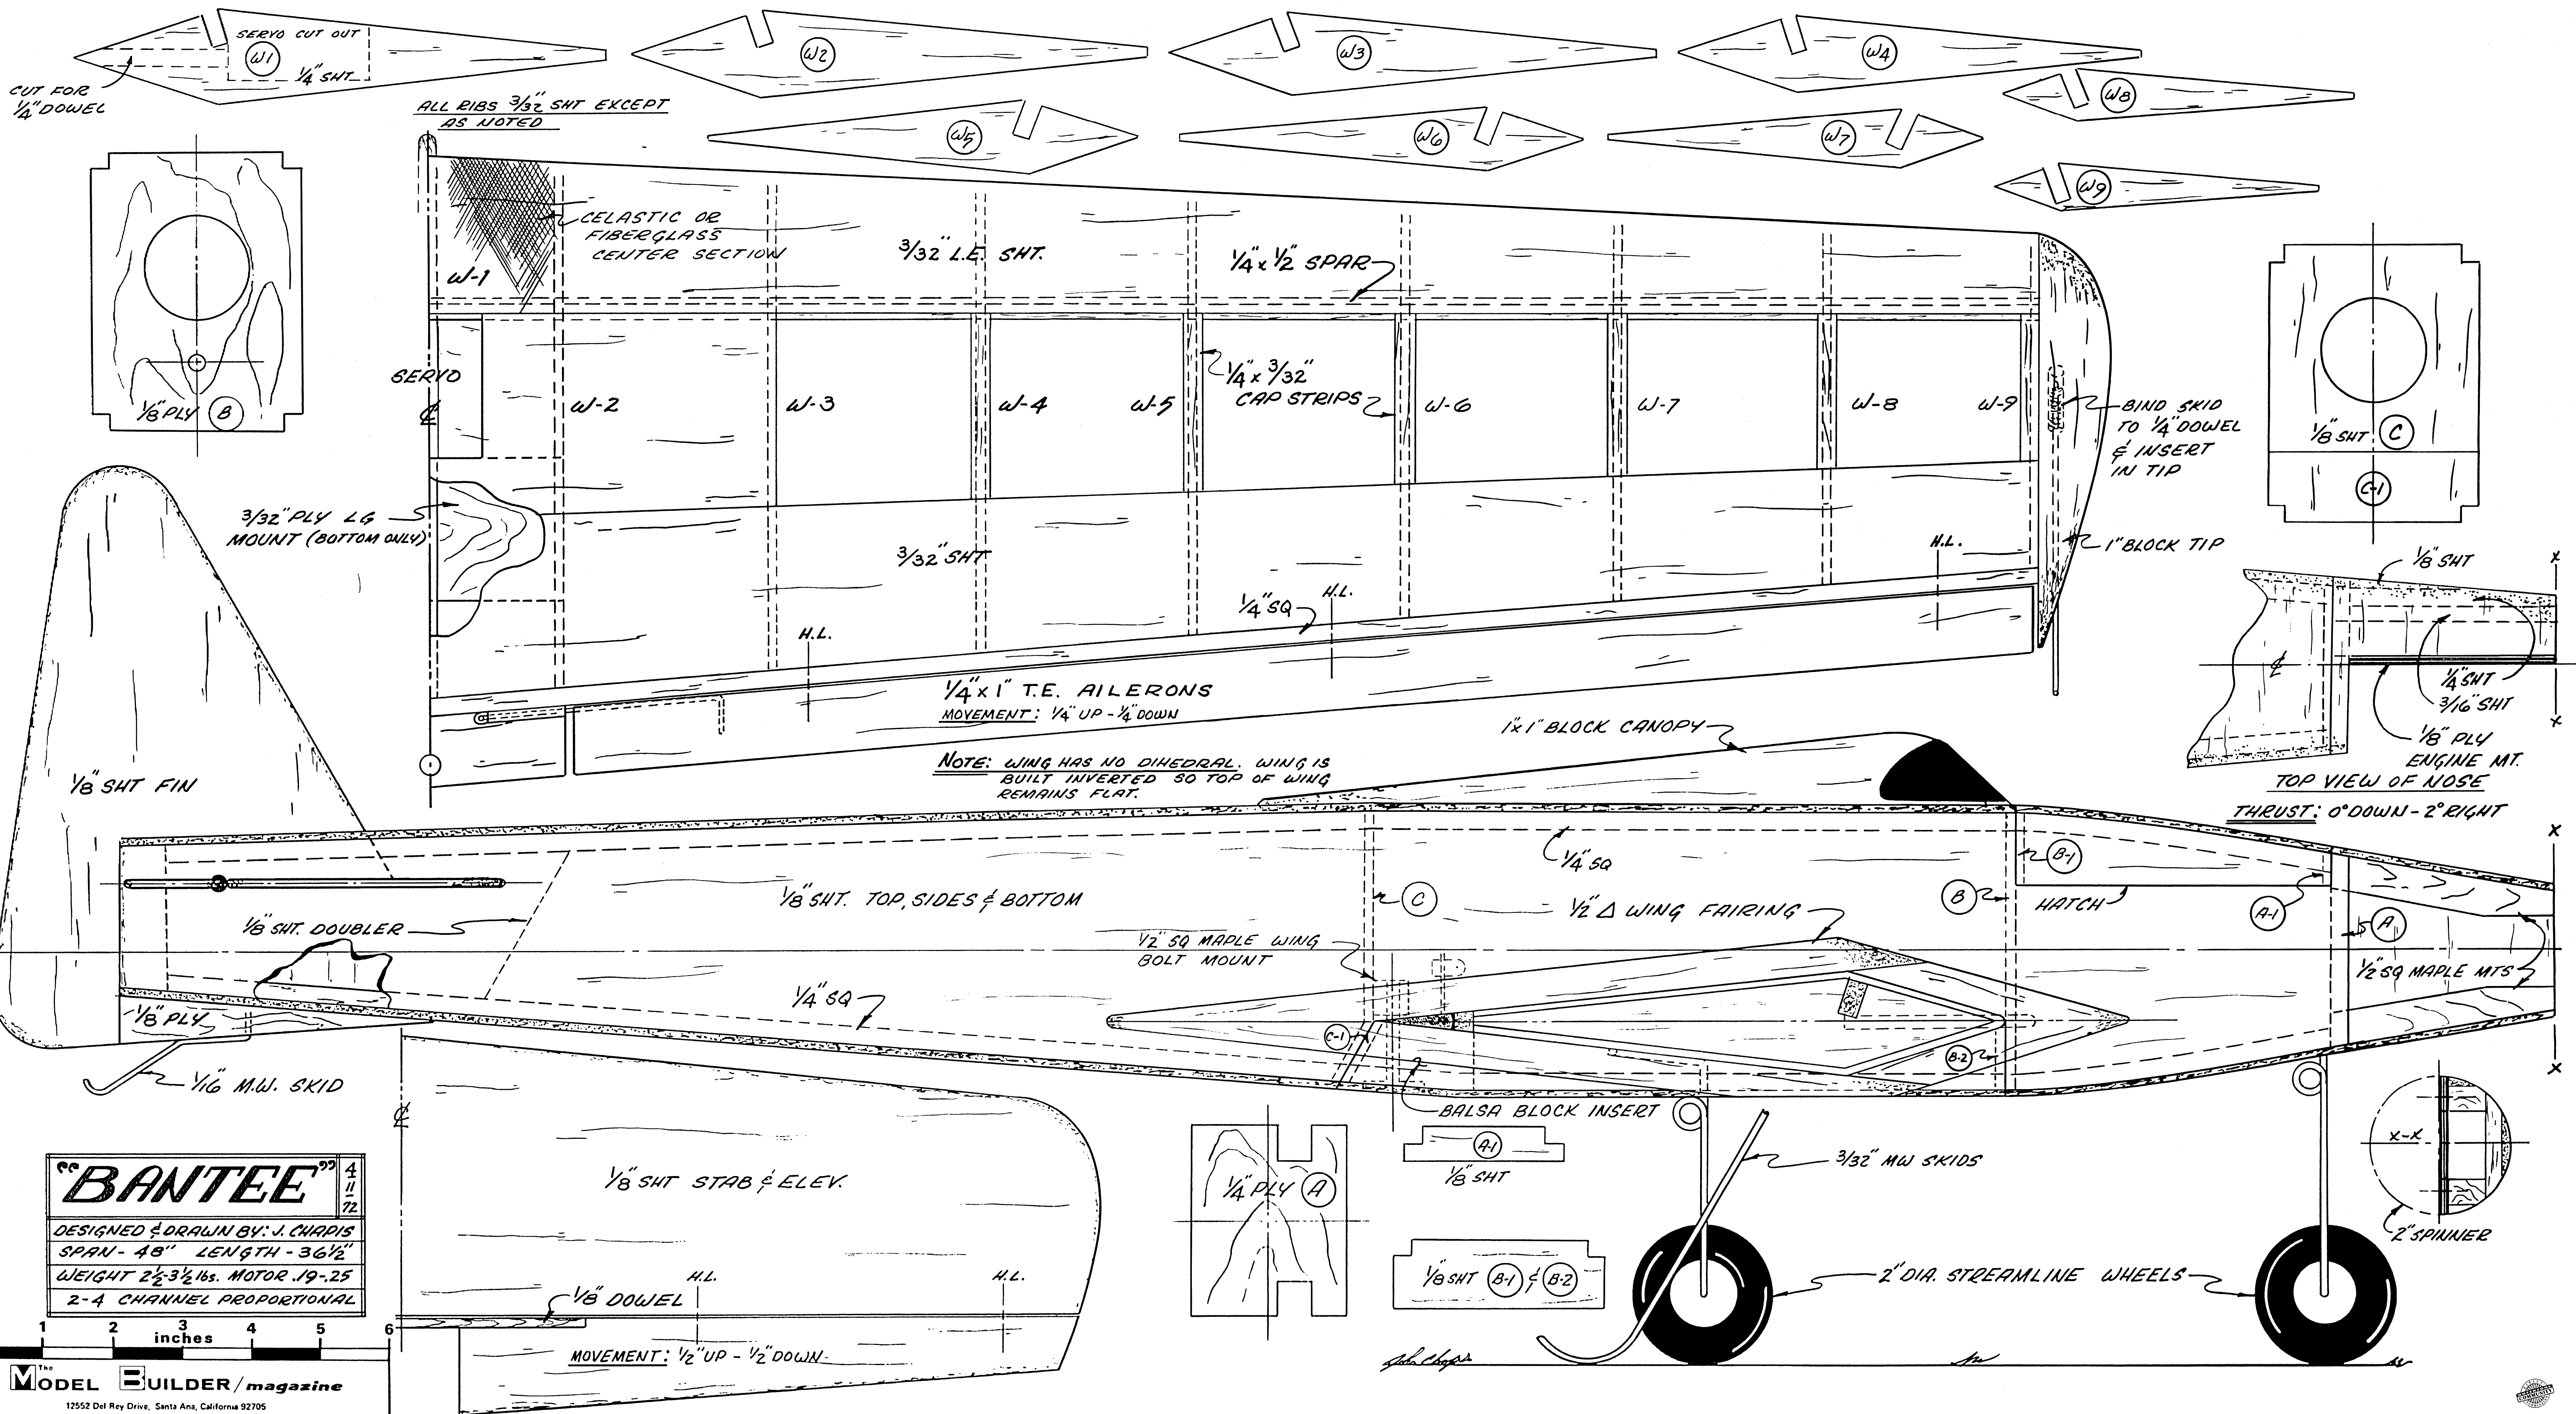 SERVO CUT OUT
W1
1/4" SHT
CUT FOR
1/4" DOWEL
W2
W3
W4
W5
W6
W7
W8
W9
ALL RIBS 3/32" SHT EXCEPT
AS NOTED
1/8" PLY B
CELASTIC OR
FIBERGLASS
CENTER SECTION
3/32" L.E. SHT.
1/4 x 1/2" SPAR
W-1
SERVO
℄
W-2
W-3
W-4
W-5
1/4" x 3/32"
CAP STRIPS
W-6
W-7
W-8
W-9
BIND SKID
TO 1/4" DOWEL
& INSERT
IN TIP
1" BLOCK TIP
1/8" SHT C
C-1
3/32" PLY LG
MOUNT (BOTTOM ONLY)
3/32" SHT
1/4" SQ
H.L.
H.L.
H.L.
1/4" x 1" T.E. AILERONS
MOVEMENT: 1/4" UP - 1/4" DOWN
NOTE: WING HAS NO DIHEDRAL. WING IS
BUILT INVERTED SO TOP OF WING
REMAINS FLAT.
1" x 1" BLOCK CANOPY
1/8" SHT
X
℄
1/4 SHT
3/16" SHT
X
1/8" PLY
ENGINE MT.
TOP VIEW OF NOSE
THRUST: 0° DOWN - 2° RIGHT
X
1/8" SHT FIN
1/8" SHT. DOUBLER
1/8" SHT. TOP, SIDES & BOTTOM
1/4" SQ
1/4" SQ
C
1/2" SQ MAPLE WING
BOLT MOUNT
1/2" Δ WING FAIRING
B
B-1
HATCH
A-1
A
1/2" SQ MAPLE MTS
X
C-1
B-2
BALSA BLOCK INSERT
1/8" PLY
1/16" M.W. SKID
℄
1/8" SHT STAB & ELEV.
H.L.
H.L.
1/8" DOWEL
MOVEMENT: 1/2" UP - 1/2" DOWN
1/4" PLY A
A-1
1/8" SHT
1/8" SHT B-1 & B-2
3/32" MW SKIDS
2" DIA. STREAMLINE WHEELS
X-X
2" SPINNER
"BANTEE"
4
11
72
DESIGNED & DRAWN BY: J. CHAPIS
SPAN - 48" LENGTH - 36 1/2"
WEIGHT 2 1/2-3 1/2 lbs. MOTOR .19-.25
2-4 CHANNEL PROPORTIONAL
1 2 3 4 5 6
inches
The
MODEL BUILDER/magazine
12552 Del Rey Drive, Santa Ana, California 92705
John Chapis